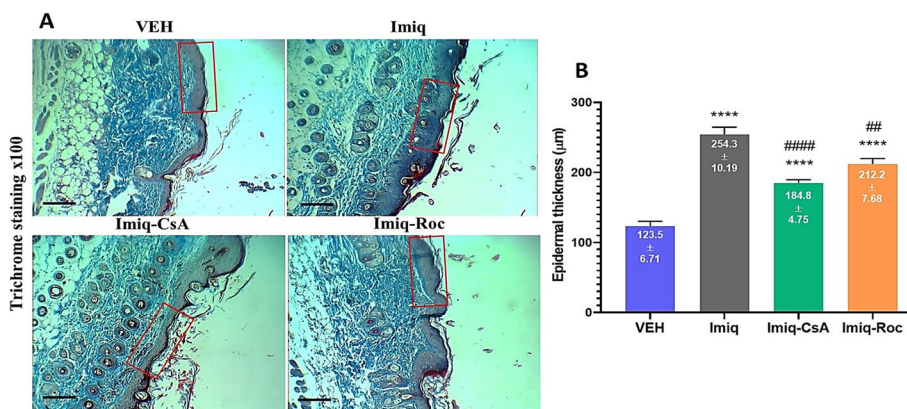 A
VEH
Imiq
Trichrome staining x100
Imiq-CsA
Imiq-Roc
B
Epidermal thickness (µm)
300
200
100
0
****
254.3
±
10.19
####
****
184.8
±
4.75
##
****
212.2
±
7.68
123.5
±
6.71
VEH
Imiq
Imiq-CsA
Imiq-Roc